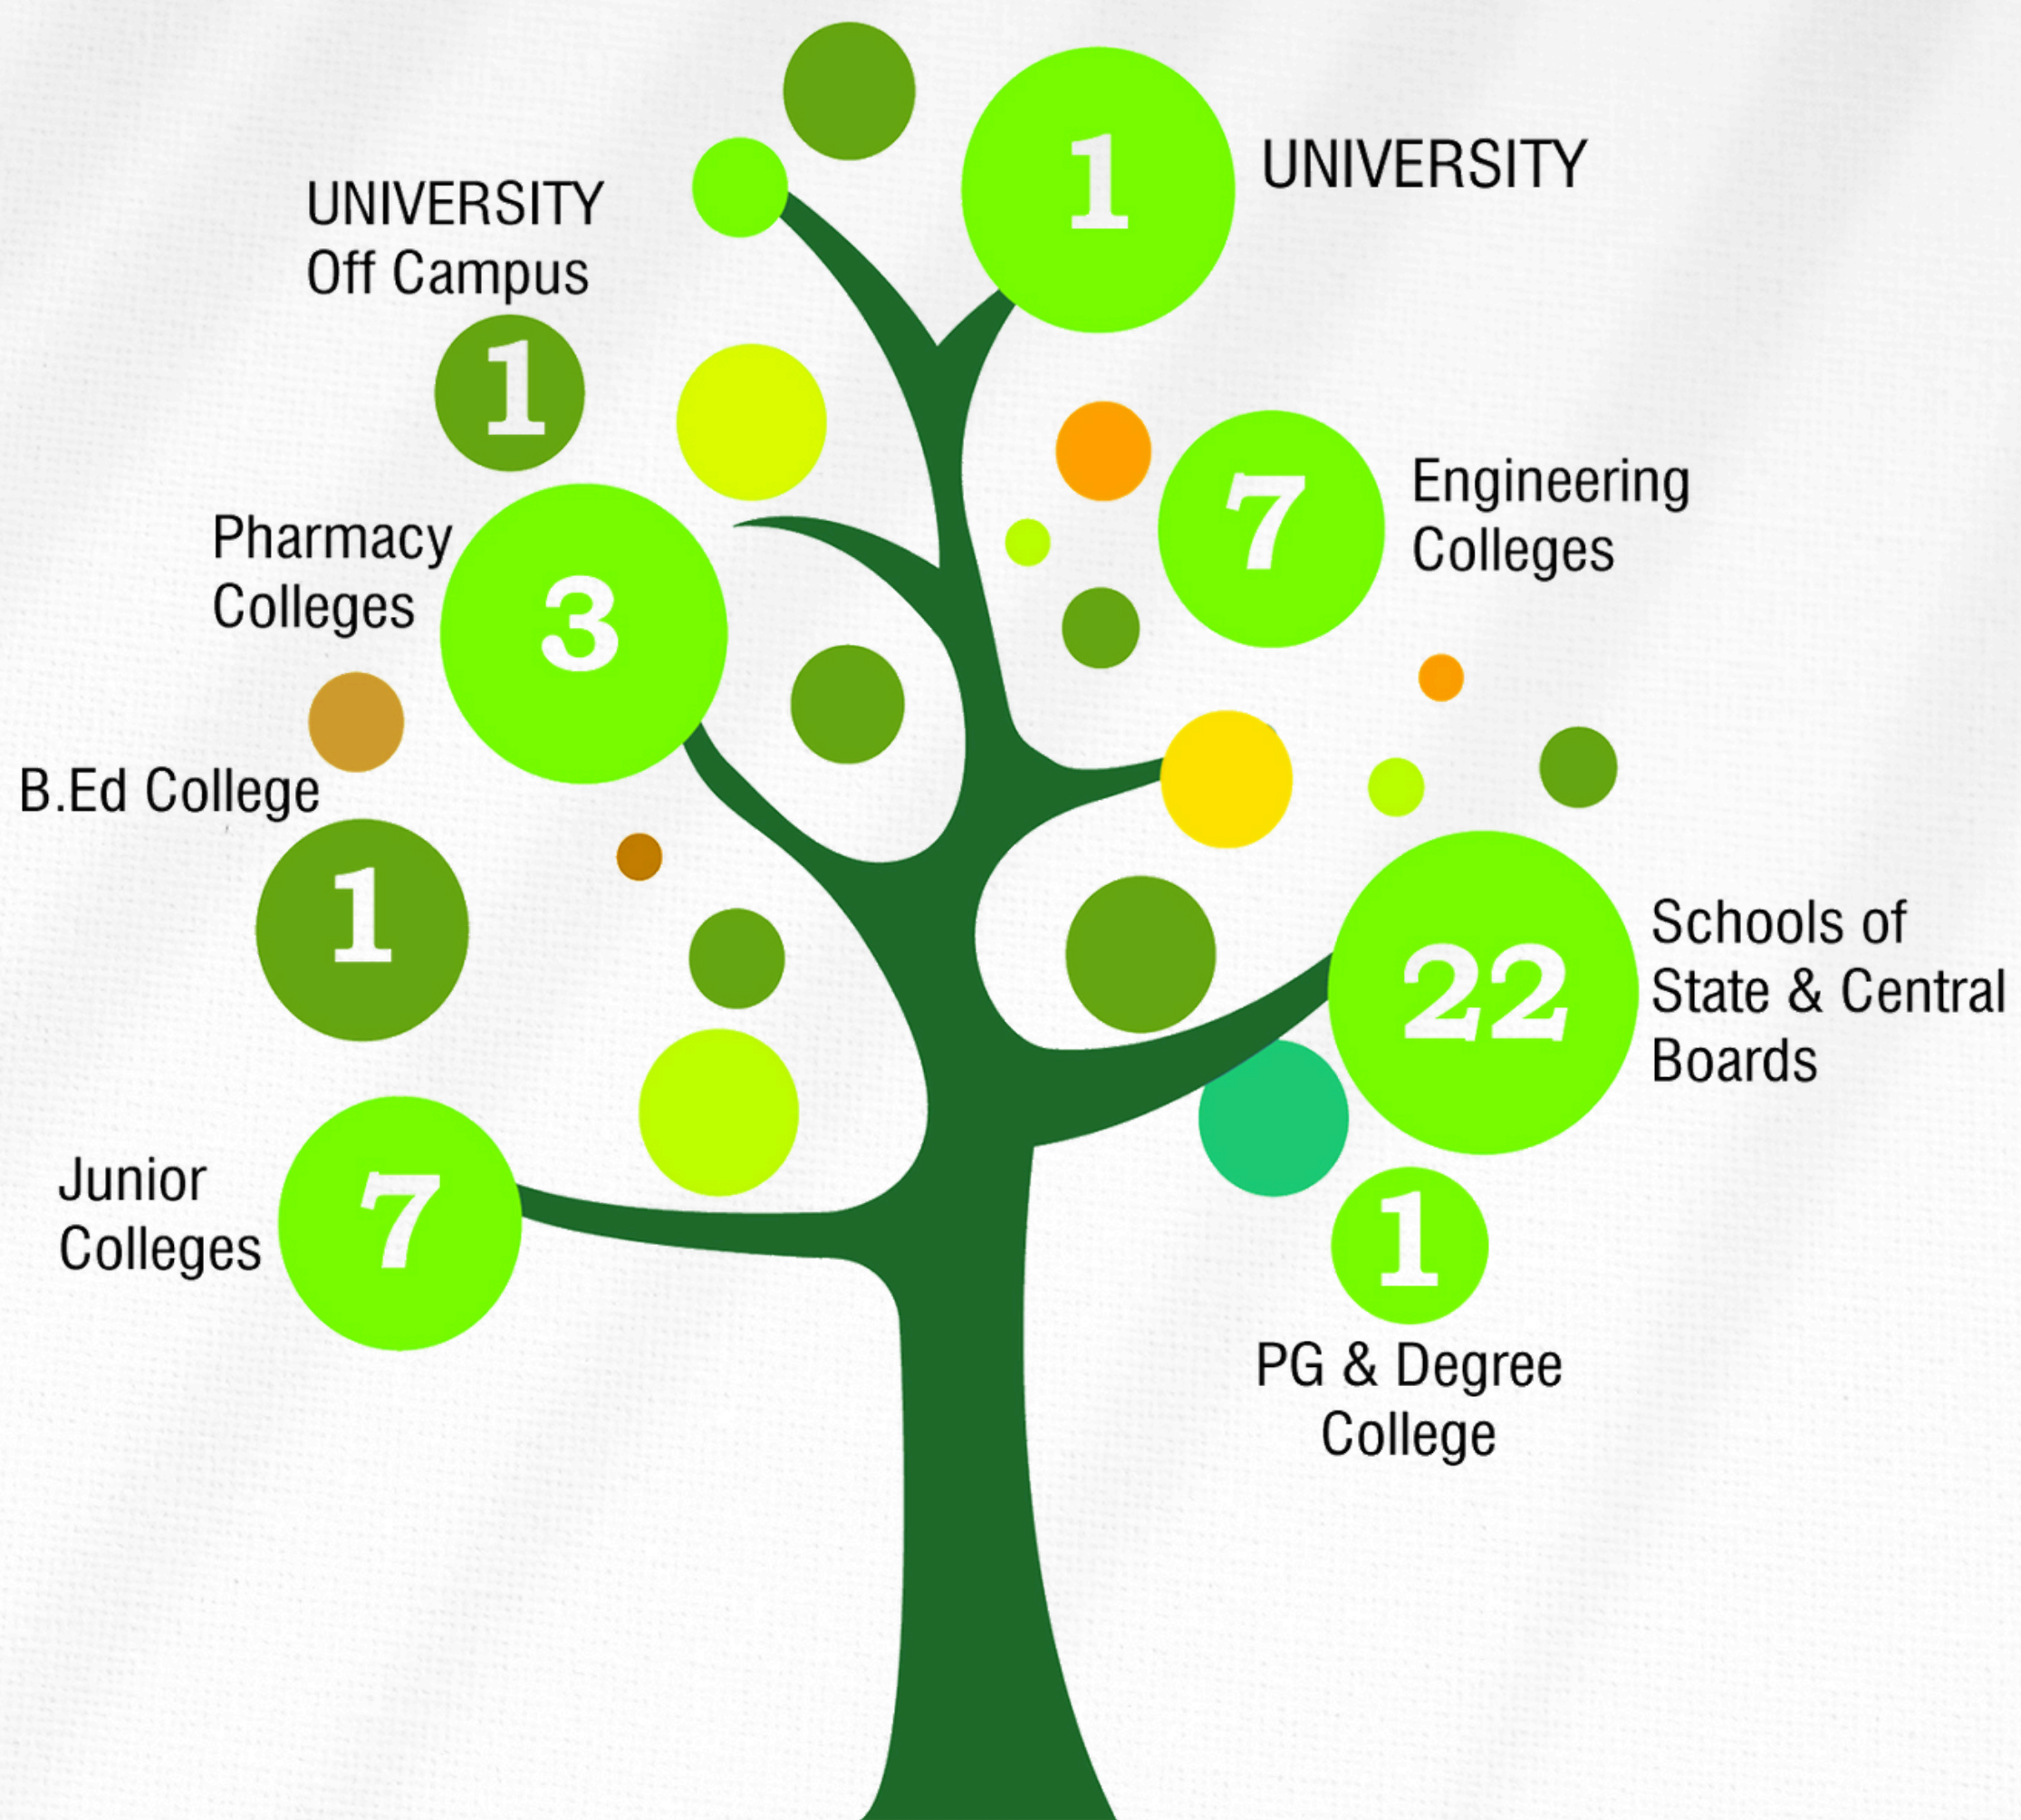 1
UNIVERSITY
UNIVERSITY
Off Campus
1
7
Engineering
Colleges
Pharmacy
Colleges
3
B.Ed College
1
22
Schools of
State & Central
Boards
Junior
Colleges
7
1
PG & Degree
College